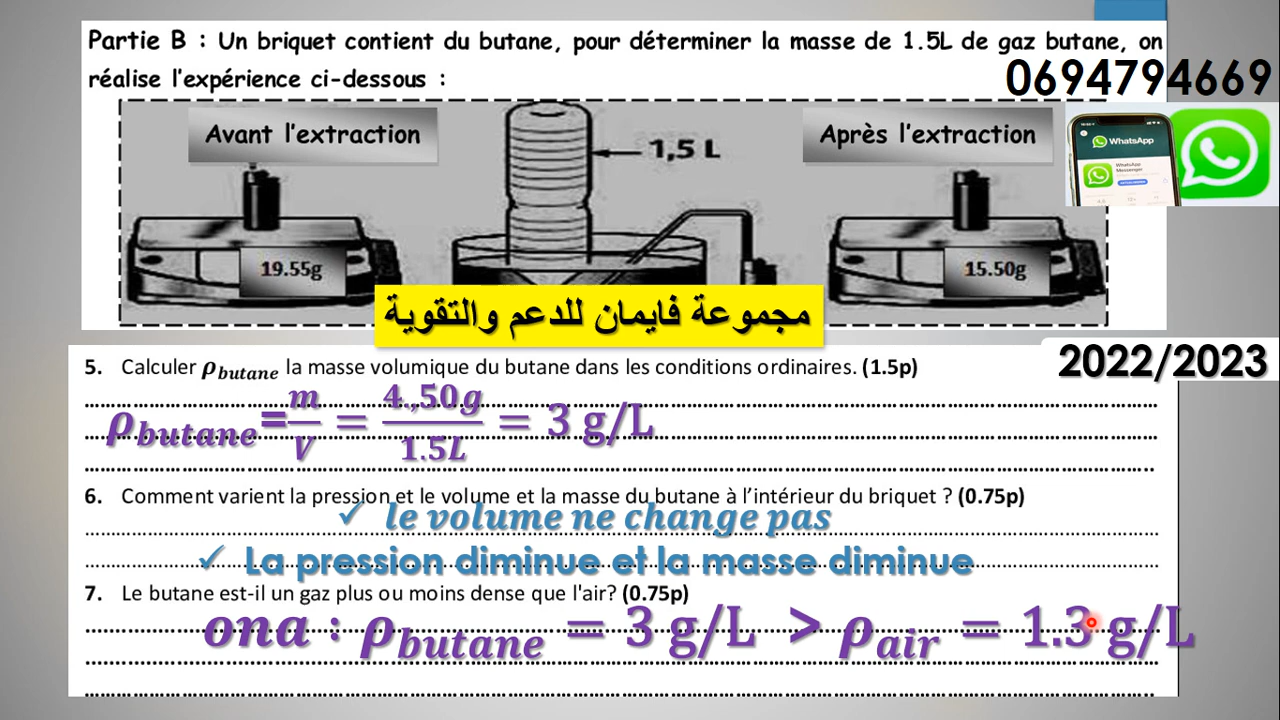 Partie B : Un briquet contient du butane, pour déterminer la masse de 1.5L de gaz butane, on
réalise l'expérience ci-dessous :
0694794669
Avant l'extraction
1,5 L
Après l'extraction
WhatsApp
WhatsApp Messenger
19.55g
15.50g
مجموعة فايمان للدعم والتقوية
2022/2023
5. Calculer ρbutane la masse volumique du butane dans les conditions ordinaires. (1.5p)
ρbutane = m/V = 4.,50g/1.5L = 3 g/L
6. Comment varient la pression et le volume et la masse du butane à l'intérieur du briquet ? (0.75p)
✓ le volume ne change pas
✓ La pression diminue et la masse diminue
7. Le butane est-il un gaz plus ou moins dense que l'air? (0.75p)
ona : ρbutane = 3 g/L > ρair = 1.3 g/L